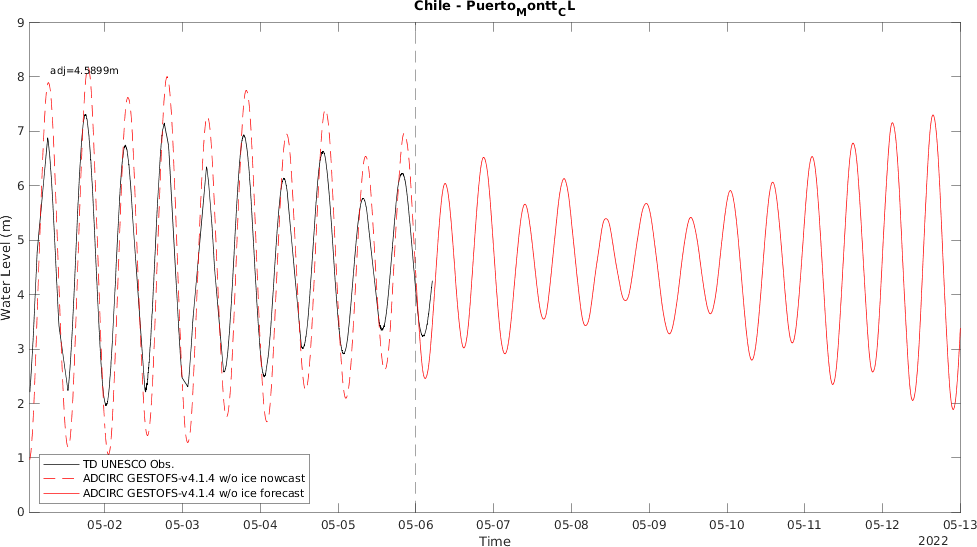 Chile - PuertoMonttCL
adj=4.5899m
9
8
7
6
5
4
3
2
1
0
Water Level (m)
TD UNESCO Obs.
ADCIRC GESTOFS-v4.1.4 w/o ice nowcast
ADCIRC GESTOFS-v4.1.4 w/o ice forecast
05-02 05-03 05-04 05-05 05-06 05-07 05-08 05-09 05-10 05-11 05-12 05-13
Time
2022